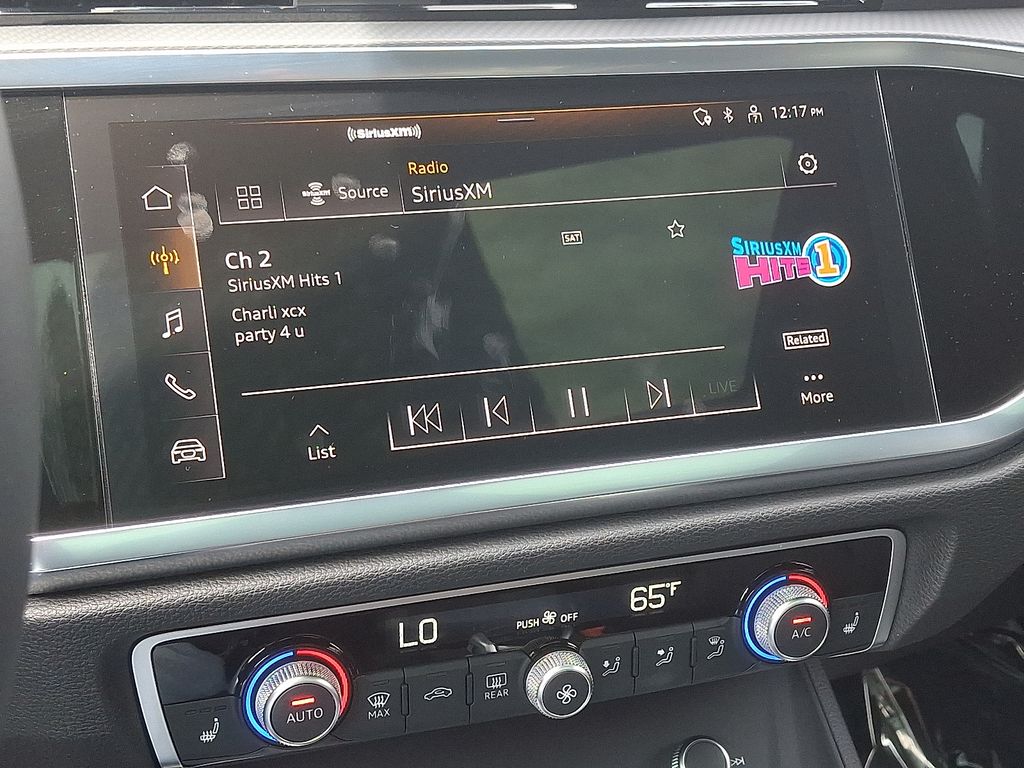 ((SiriusXM))
12:17 PM
SiriusXM
Source
Radio
SiriusXM
Ch 2
SiriusXM Hits 1
SAT
SIRIUSXM
HITS 1
Charli xcx
party 4 u
Related
LIVE
List
More
LO
PUSH OFF
65°F
AUTO
MAX
REAR
A/C